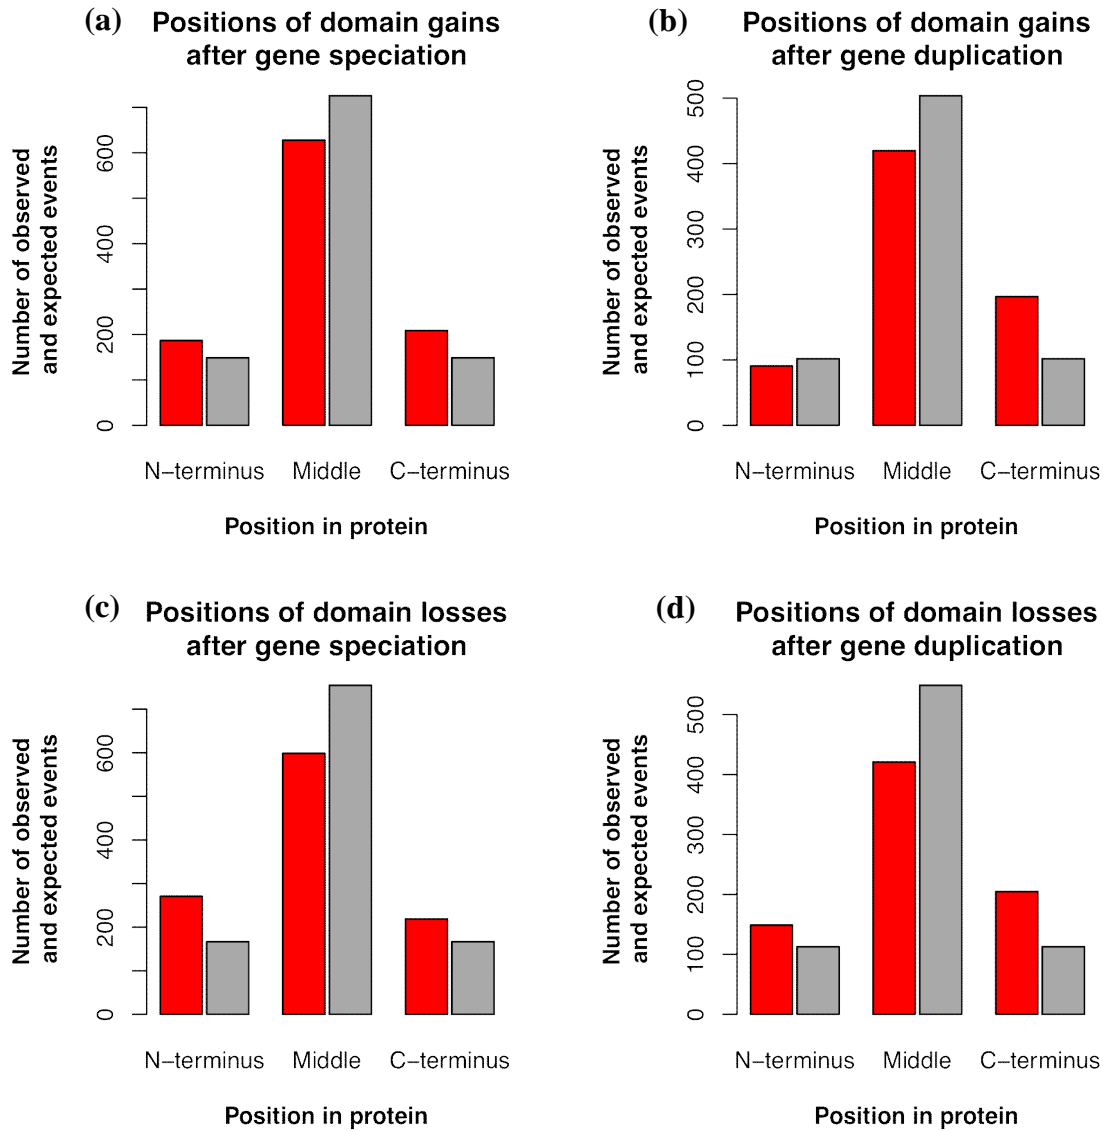 (a) Positions of domain gains
after gene speciation
Number of observed
and expected events
0
200
400
600
N−terminus Middle C−terminus
Position in protein
(b) Positions of domain gains
after gene duplication
Number of observed
and expected events
0
100
200
300
400
500
N−terminus Middle C−terminus
Position in protein
(c) Positions of domain losses
after gene speciation
Number of observed
and expected events
0
200
400
600
N−terminus Middle C−terminus
Position in protein
(d) Positions of domain losses
after gene duplication
Number of observed
and expected events
0
100
200
300
400
500
N−terminus Middle C−terminus
Position in protein